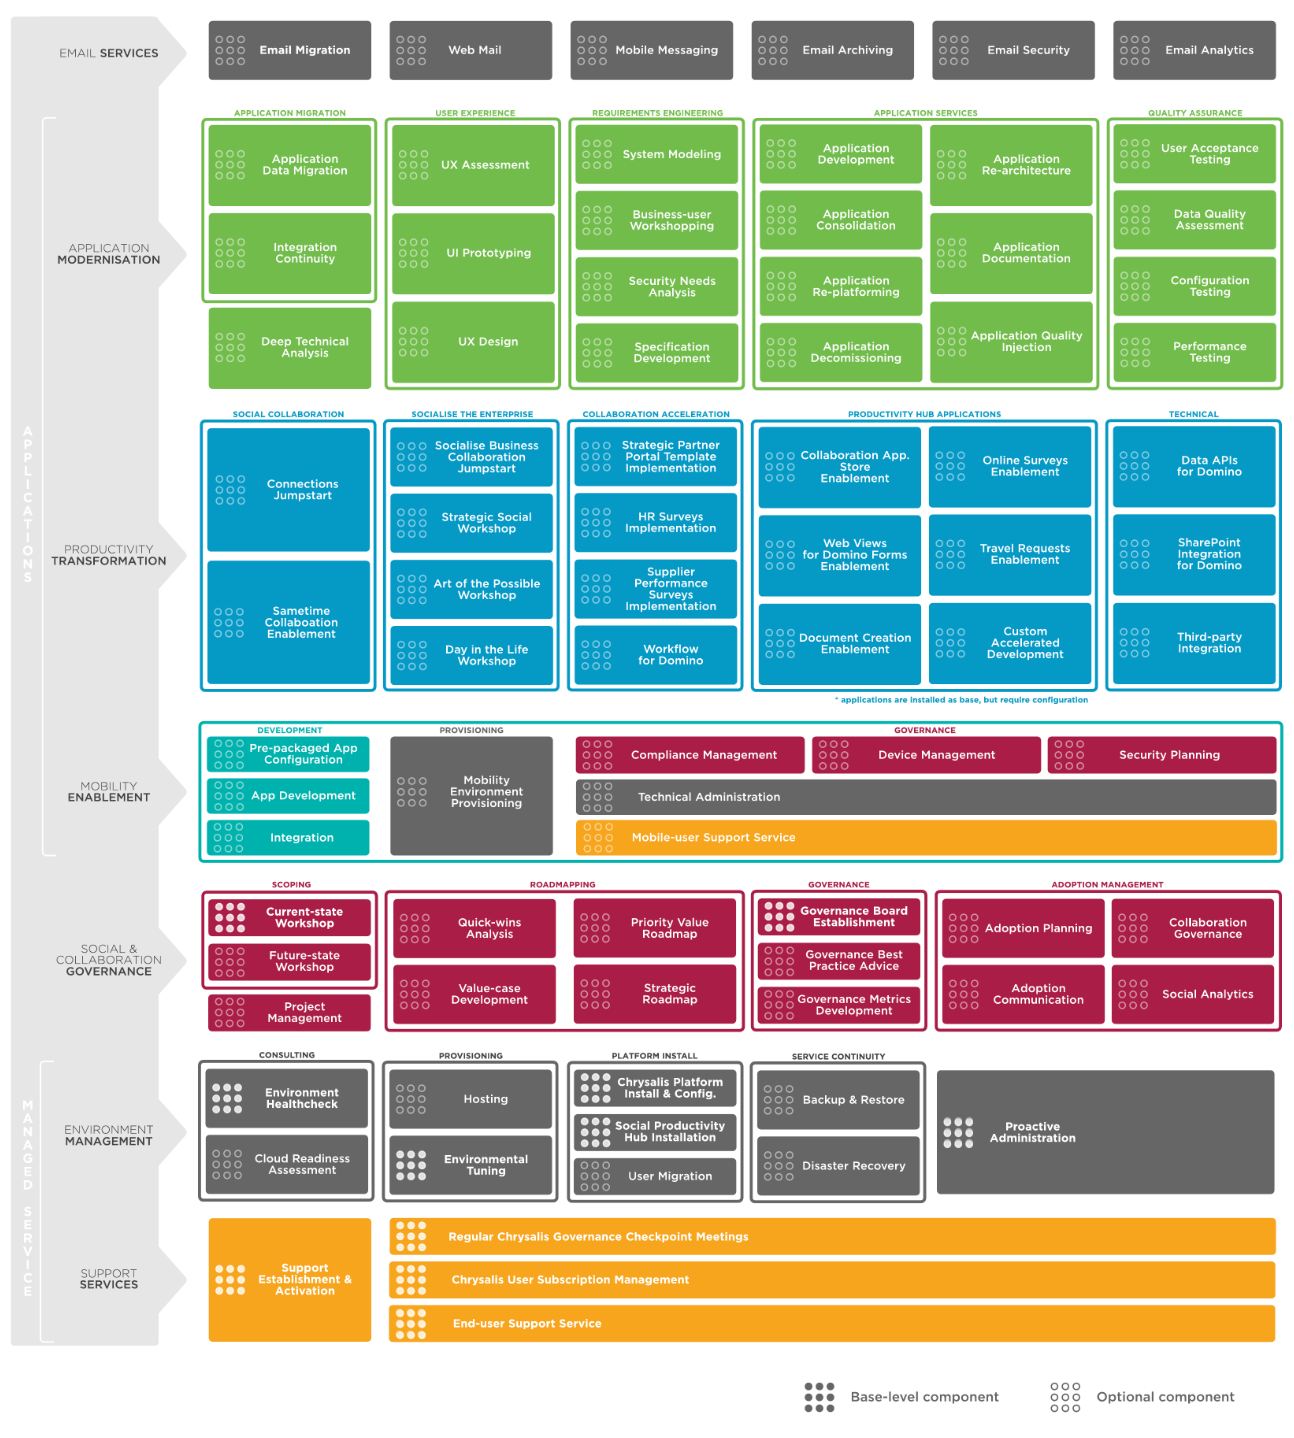 EMAIL SERVICES
Email Migration
Web Mail
Mobile Messaging
Email Archiving
Email Security
Email Analytics
APPLICATIONS
APPLICATION
MODERNISATION
APPLICATION MIGRATION
Application
Data Migration
Integration
Continuity
Deep Technical
Analysis
USER EXPERIENCE
UX Assessment
UI Prototyping
UX Design
REQUIREMENTS ENGINEERING
System Modeling
Business-user
Workshopping
Security Needs
Analysis
Specification
Development
APPLICATION SERVICES
Application
Development
Application
Consolidation
Application
Re-platforming
Application
Decomissioning
Application
Re-architecture
Application
Documentation
Application Quality
Injection
QUALITY ASSURANCE
User Acceptance
Testing
Data Quality
Assessment
Configuration
Testing
Performance
Testing
PRODUCTIVITY
TRANSFORMATION
SOCIAL COLLABORATION
Connections
Jumpstart
Sametime
Collaboation
Enablement
SOCIALISE THE ENTERPRISE
Socialise Business
Collaboration
Jumpstart
Strategic Social
Workshop
Art of the Possible
Workshop
Day in the Life
Workshop
COLLABORATION ACCELERATION
Strategic Partner
Portal Template
Implementation
HR Surveys
Implementation
Supplier
Performance
Surveys
Implementation
Workflow
for Domino
PRODUCTIVITY HUB APPLICATIONS
Collaboration App.
Store
Enablement
Web Views
for Domino Forms
Enablement
Document Creation
Enablement
Online Surveys
Enablement
Travel Requests
Enablement
Custom
Accelerated
Development
TECHNICAL
Data APIs
for Domino
SharePoint
Integration
for Domino
Third-party
Integration
* applications are installed as base, but require configuration
MOBILITY
ENABLEMENT
DEVELOPMENT
Pre-packaged App
Configuration
App Development
Integration
PROVISIONING
Mobility
Environment
Provisioning
GOVERNANCE
Compliance Management
Device Management
Security Planning
Technical Administration
Mobile-user Support Service
SOCIAL &
COLLABORATION
GOVERNANCE
SCOPING
Current-state
Workshop
Future-state
Workshop
Project
Management
ROADMAPPING
Quick-wins
Analysis
Priority Value
Roadmap
Value-case
Development
Strategic
Roadmap
GOVERNANCE
Governance Board
Establishment
Governance Best
Practice Advice
Governance Metrics
Development
ADOPTION MANAGEMENT
Adoption Planning
Collaboration
Governance
Adoption
Communication
Social Analytics
MANAGED SERVICE
ENVIRONMENT
MANAGEMENT
CONSULTING
Environment
Healthcheck
Cloud Readiness
Assessment
PROVISIONING
Hosting
Environmental
Tuning
PLATFORM INSTALL
Chrysalis Platform
Install & Config.
Social Productivity
Hub Installation
User Migration
SERVICE CONTINUITY
Backup & Restore
Disaster Recovery
Proactive
Administration
SUPPORT
SERVICES
Support
Establishment &
Activation
Regular Chrysalis Governance Checkpoint Meetings
Chrysalis User Subscription Management
End-user Support Service
Base-level component
Optional component